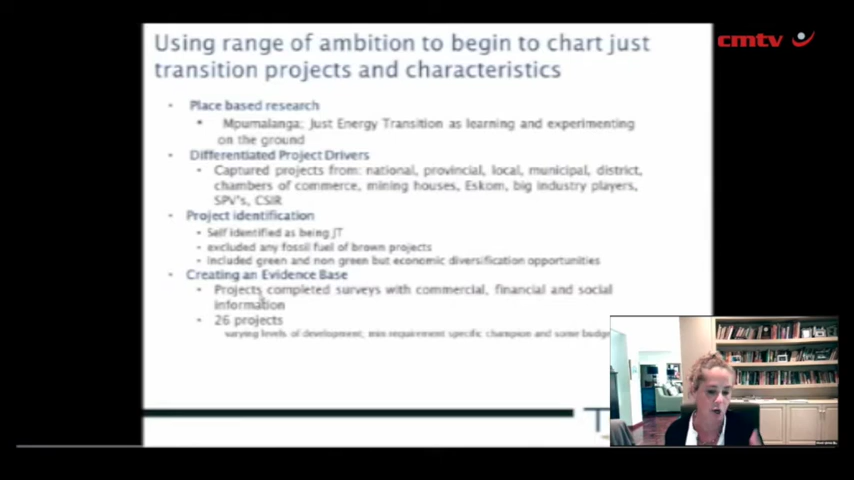 cmtv
Using range of ambition to begin to chart just
transition projects and characteristics
Place based research
Mpumalanga; Just Energy Transition as learning and experimenting
on the ground
Differentiated Project Drivers
Captured projects from: national, provincial, local, municipal, district,
chambers of commerce, mining houses, Eskom, big industry players,
SPV's, CSIR
Project identification
Self identified as being JT
excluded any fossil fuel of brown projects
included green and non green but economic diversification opportunities
Creating an Evidence Base
Projects completed surveys with commercial, financial and social
information
26 projects
varying levels of development; min requirement specific champion and some budget